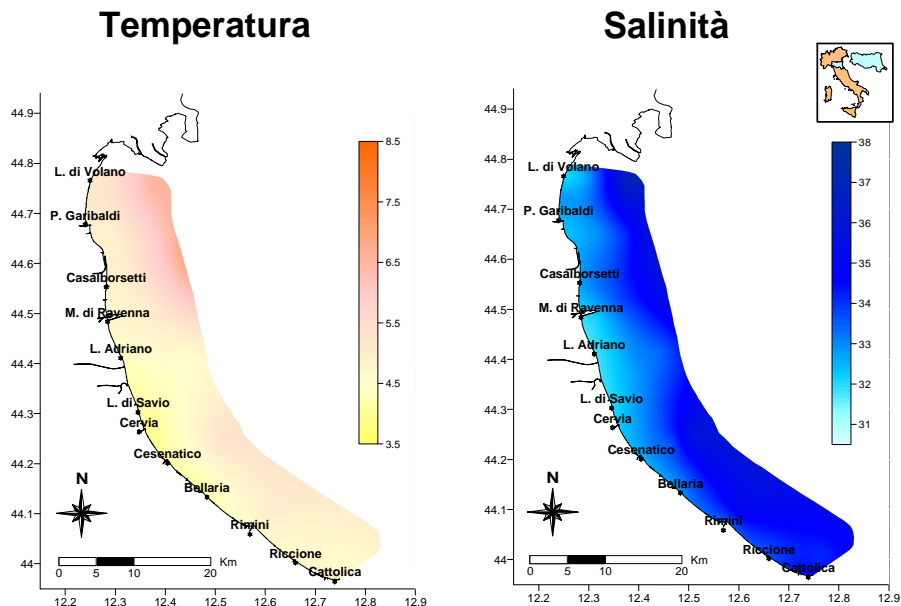 Temperatura
Salinità
44.9
44.8
44.7
44.6
44.5
44.4
44.3
44.2
44.1
44
12.2
12.3
12.4
12.5
12.6
12.7
12.8
12.9
L. di Volano
P. Garibaldi
Casalborsetti
M. di Ravenna
L. Adriano
L. di Savio
Cervia
Cesenatico
Bellaria
Rimini
Riccione
Cattolica
N
0
5
10
20
Km
8.5
7.5
6.5
5.5
4.5
3.5
44.9
44.8
44.7
44.6
44.5
44.4
44.3
44.2
44.1
44
12.2
12.3
12.4
12.5
12.6
12.7
12.8
12.9
L. di Volano
P. Garibaldi
Casalborsetti
M. di Ravenna
L. Adriano
L. di Savio
Cervia
Cesenatico
Bellaria
Rimini
Riccione
Cattolica
N
0
5
10
20
Km
38
37
36
35
34
33
32
31